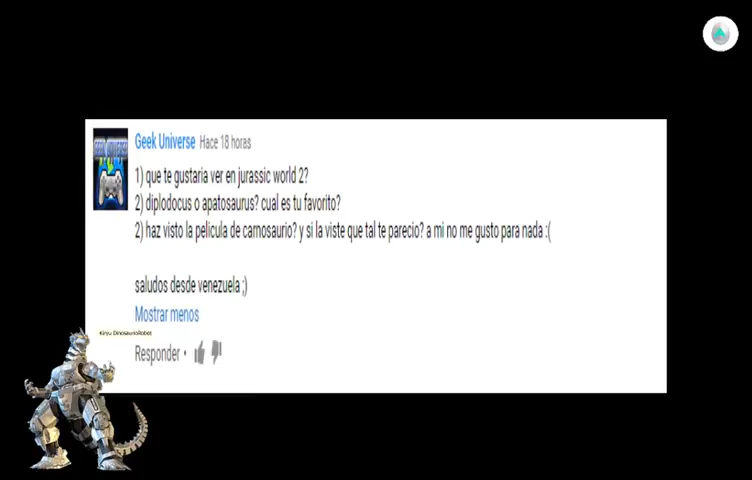 Geek Universe Hace 18 horas
1) que te gustaria ver en jurassic world 2?
2) diplodocus o apatosaurus? cual es tu favorito?
2) haz visto la pelicula de carnosaurio? y si la viste que tal te parecio? a mi no me gusto para nada :(
saludos desde venezuela ;)
Mostrar menos
Kiryu DinosaurioRobot
Responder •